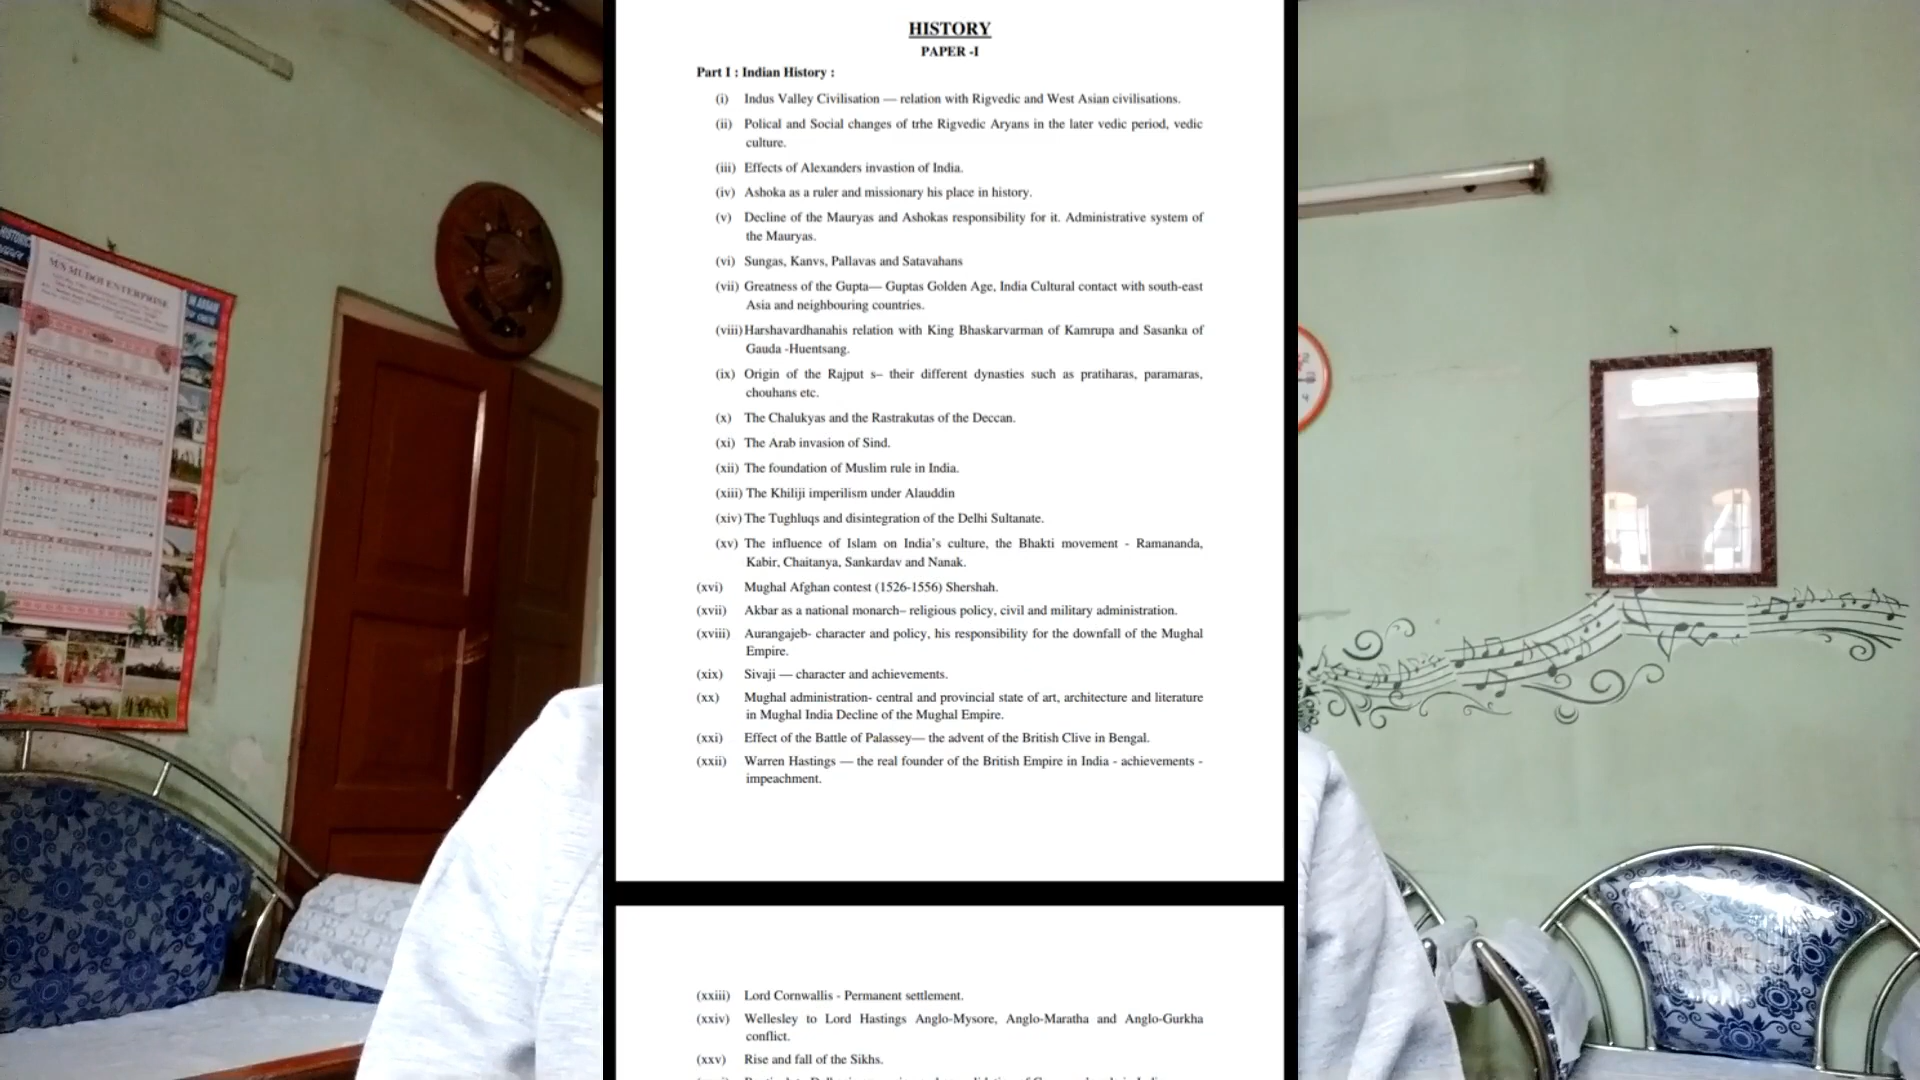 HISTORIC
M/S MUDOI ENTERPRISE
IN ASSAM
HISTORY
PAPER -I
Part I : Indian History :
(i) Indus Valley Civilisation — relation with Rigvedic and West Asian civilisations.
(ii) Polical and Social changes of trhe Rigvedic Aryans in the later vedic period, vedic
culture.
(iii) Effects of Alexanders invastion of India.
(iv) Ashoka as a ruler and missionary his place in history.
(v) Decline of the Mauryas and Ashokas responsibility for it. Administrative system of
the Mauryas.
(vi) Sungas, Kanvs, Pallavas and Satavahans
(vii) Greatness of the Gupta— Guptas Golden Age, India Cultural contact with south-east
Asia and neighbouring countries.
(viii) Harshavardhanahis relation with King Bhaskarvarman of Kamrupa and Sasanka of
Gauda -Huentsang.
(ix) Origin of the Rajput s– their different dynasties such as pratiharas, paramaras,
chouhans etc.
(x) The Chalukyas and the Rastrakutas of the Deccan.
(xi) The Arab invasion of Sind.
(xii) The foundation of Muslim rule in India.
(xiii) The Khiliji imperilism under Alauddin
(xiv) The Tughluqs and disintegration of the Delhi Sultanate.
(xv) The influence of Islam on India's culture, the Bhakti movement - Ramananda,
Kabir, Chaitanya, Sankardav and Nanak.
(xvi) Mughal Afghan contest (1526-1556) Shershah.
(xvii) Akbar as a national monarch– religious policy, civil and military administration.
(xviii) Aurangajeb- character and policy, his responsibility for the downfall of the Mughal
Empire.
(xix) Sivaji — character and achievements.
(xx) Mughal administration- central and provincial state of art, architecture and literature
in Mughal India Decline of the Mughal Empire.
(xxi) Effect of the Battle of Palassey— the advent of the British Clive in Bengal.
(xxii) Warren Hastings — the real founder of the British Empire in India - achievements -
impeachment.
(xxiii) Lord Cornwallis - Permanent settlement.
(xxiv) Wellesley to Lord Hastings Anglo-Mysore, Anglo-Maratha and Anglo-Gurkha
conflict.
(xxv) Rise and fall of the Sikhs.
2
3
4